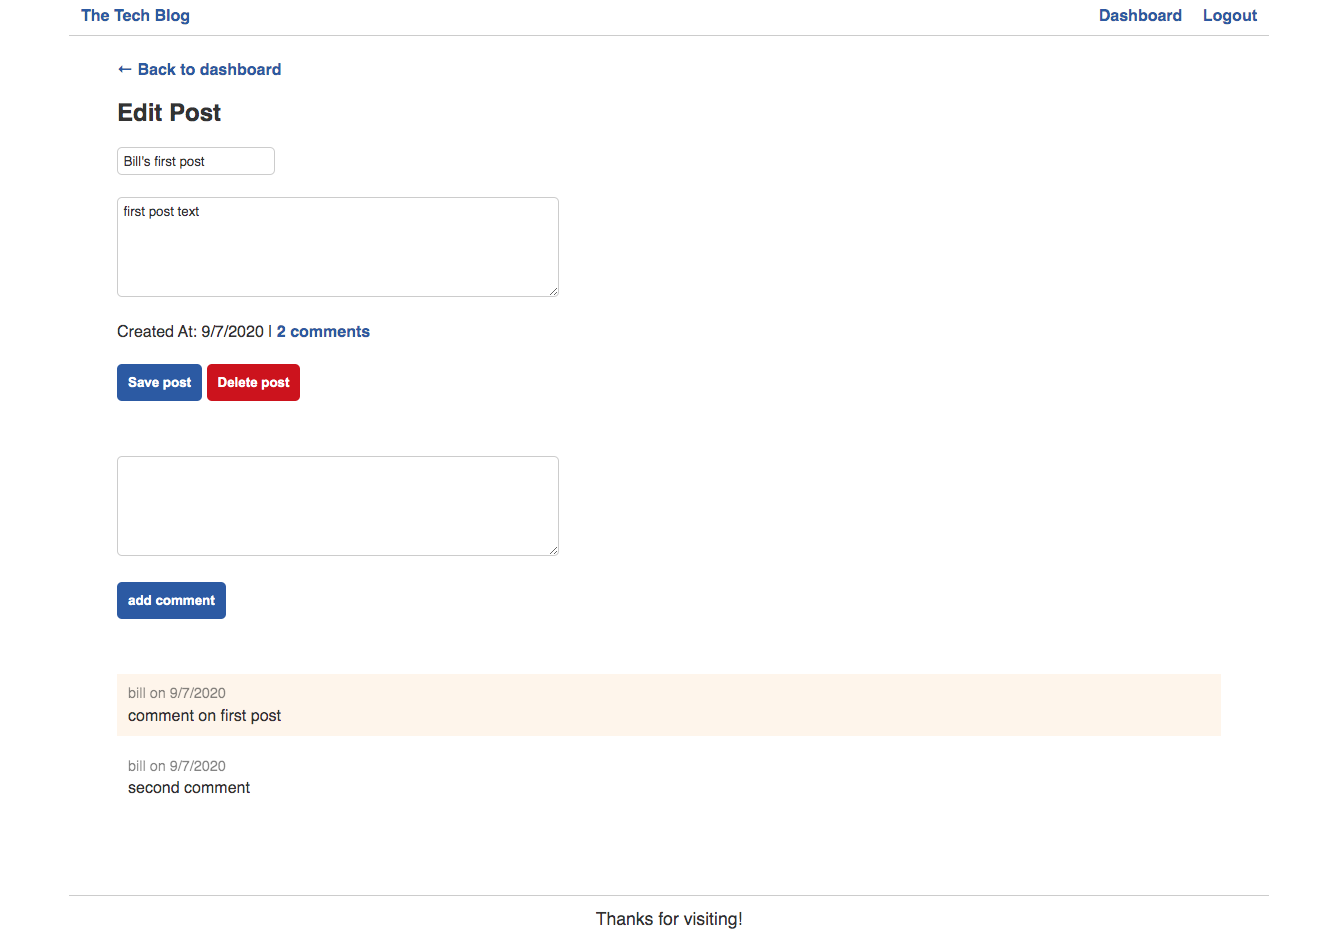 The Tech Blog Dashboard Logout
← Back to dashboard
Edit Post
Bill's first post
first post text
Created At: 9/7/2020 | 2 comments
Save post Delete post
add comment
bill on 9/7/2020
comment on first post
bill on 9/7/2020
second comment
Thanks for visiting!